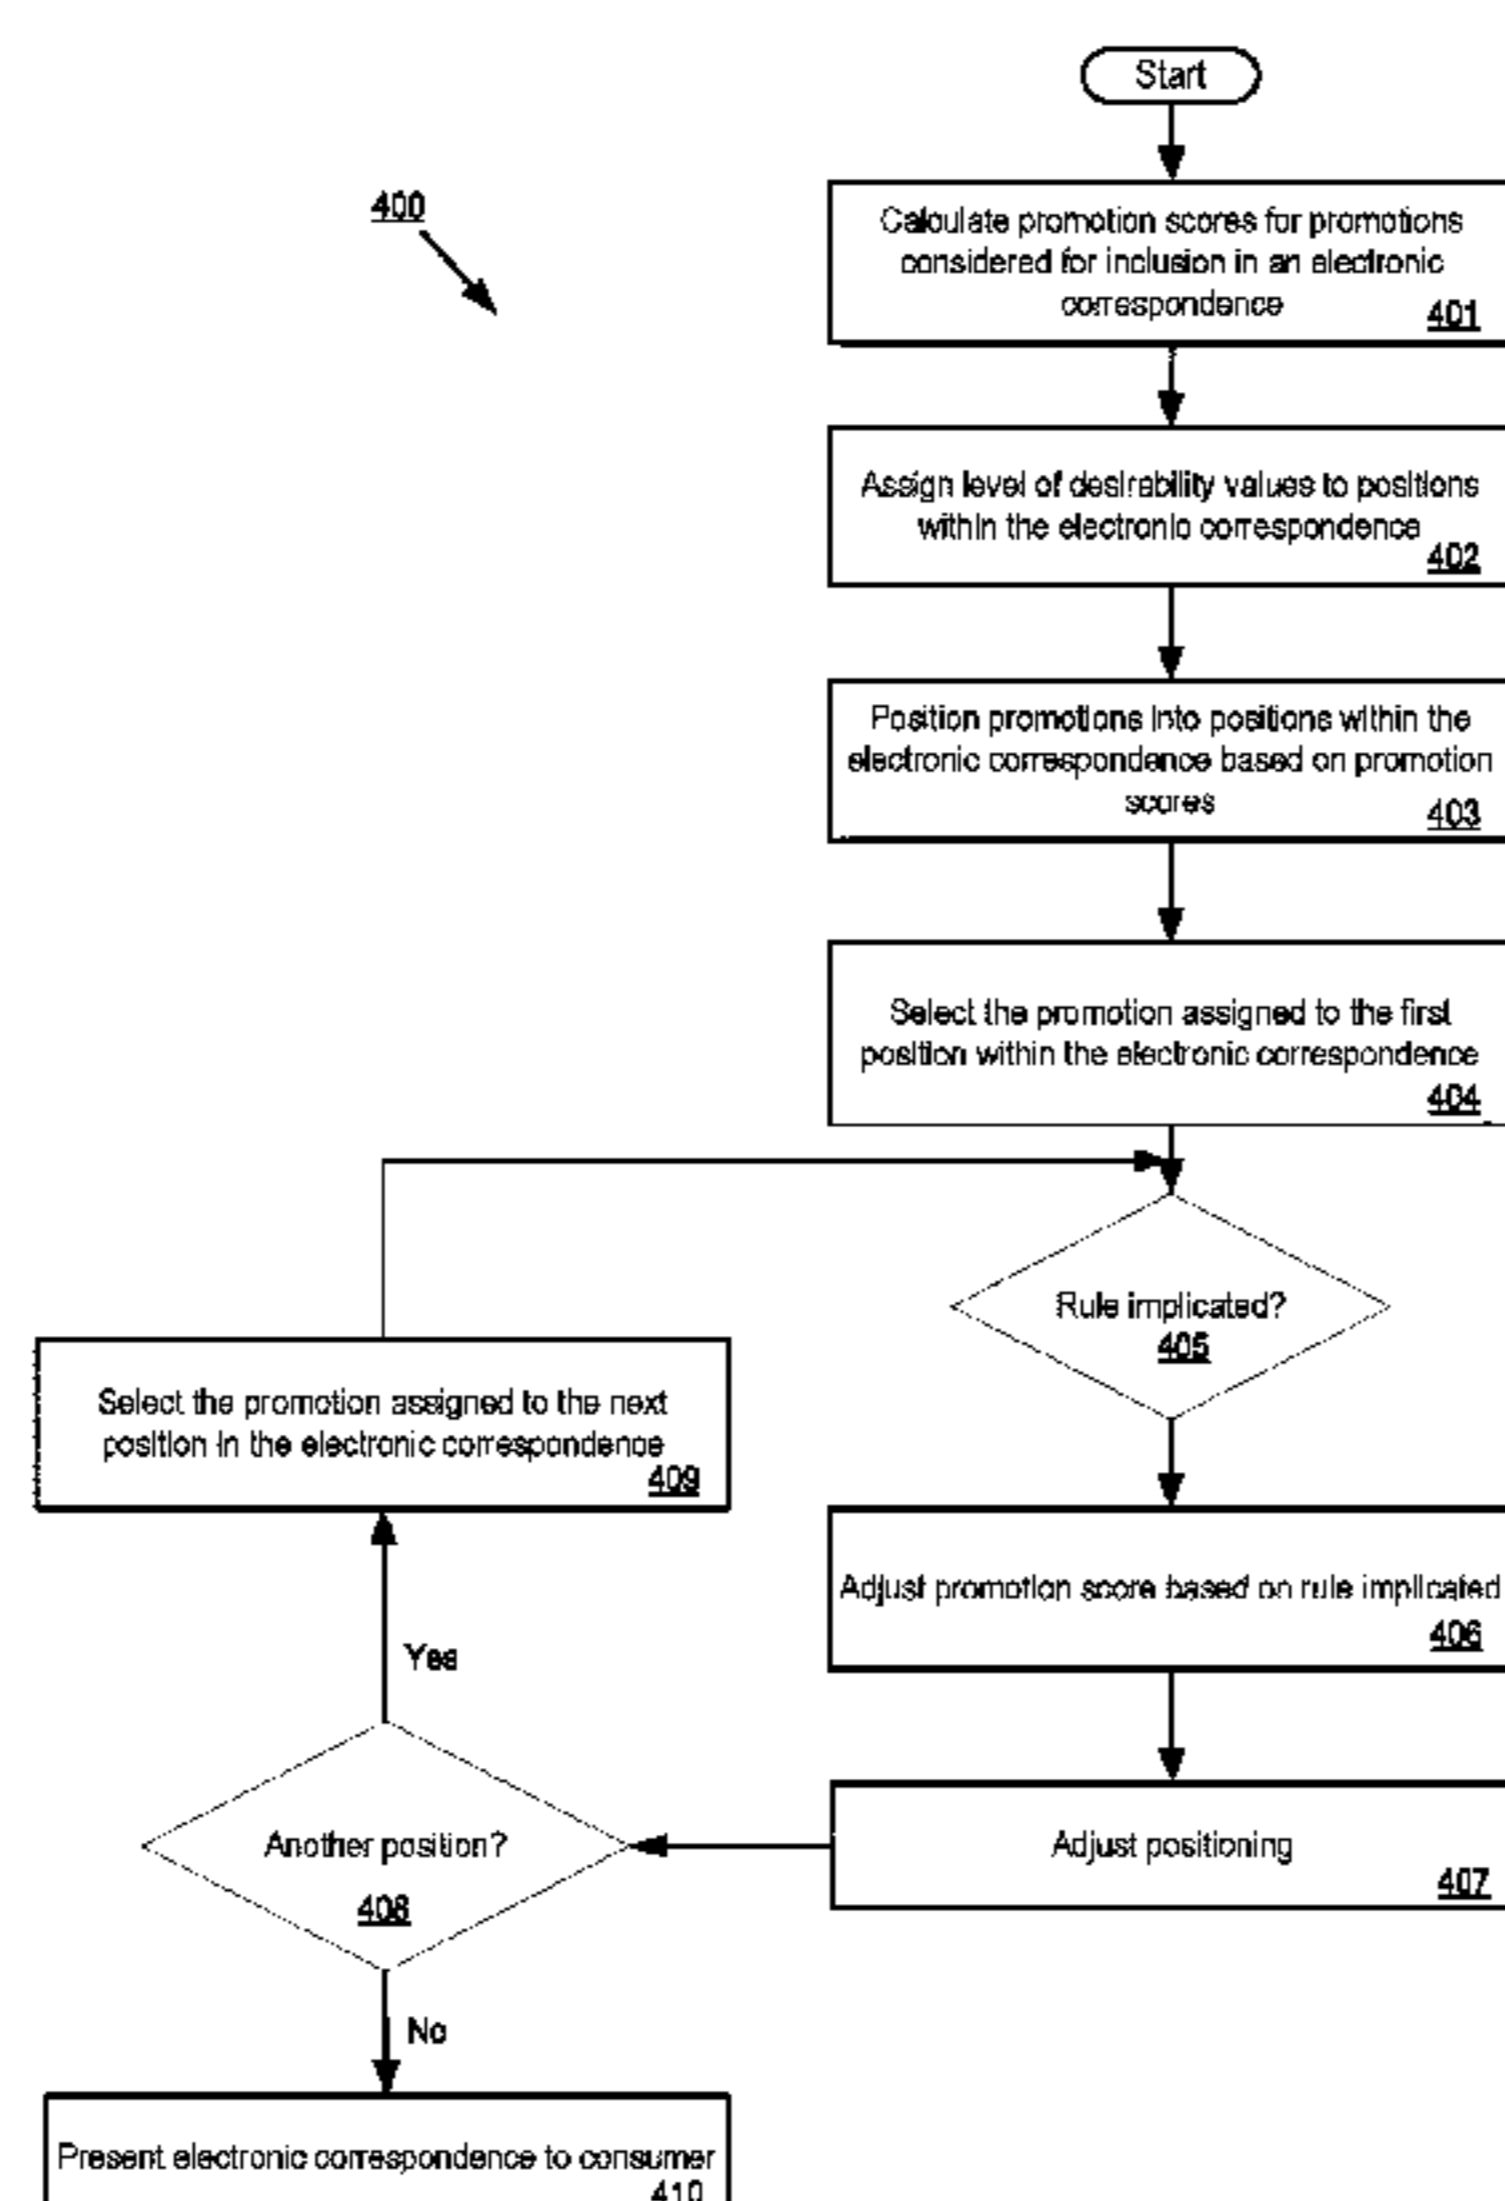 Start
400
Calculate promotion scores for promotions
considered for inclusion in an electronic
correspondence
401
Assign level of desirability values to positions
within the electronic correspondence
402
Position promotions into positions within the
electronic correspondence based on promotion
scores
403
Select the promotion assigned to the first
position within the electronic correspondence
404
Rule implicated?
405
Select the promotion assigned to the next
position in the electronic correspondence
409
Adjust promotion score based on rule implicated
406
Yes
Another position?
408
Adjust positioning
407
No
Present electronic correspondence to consumer
410